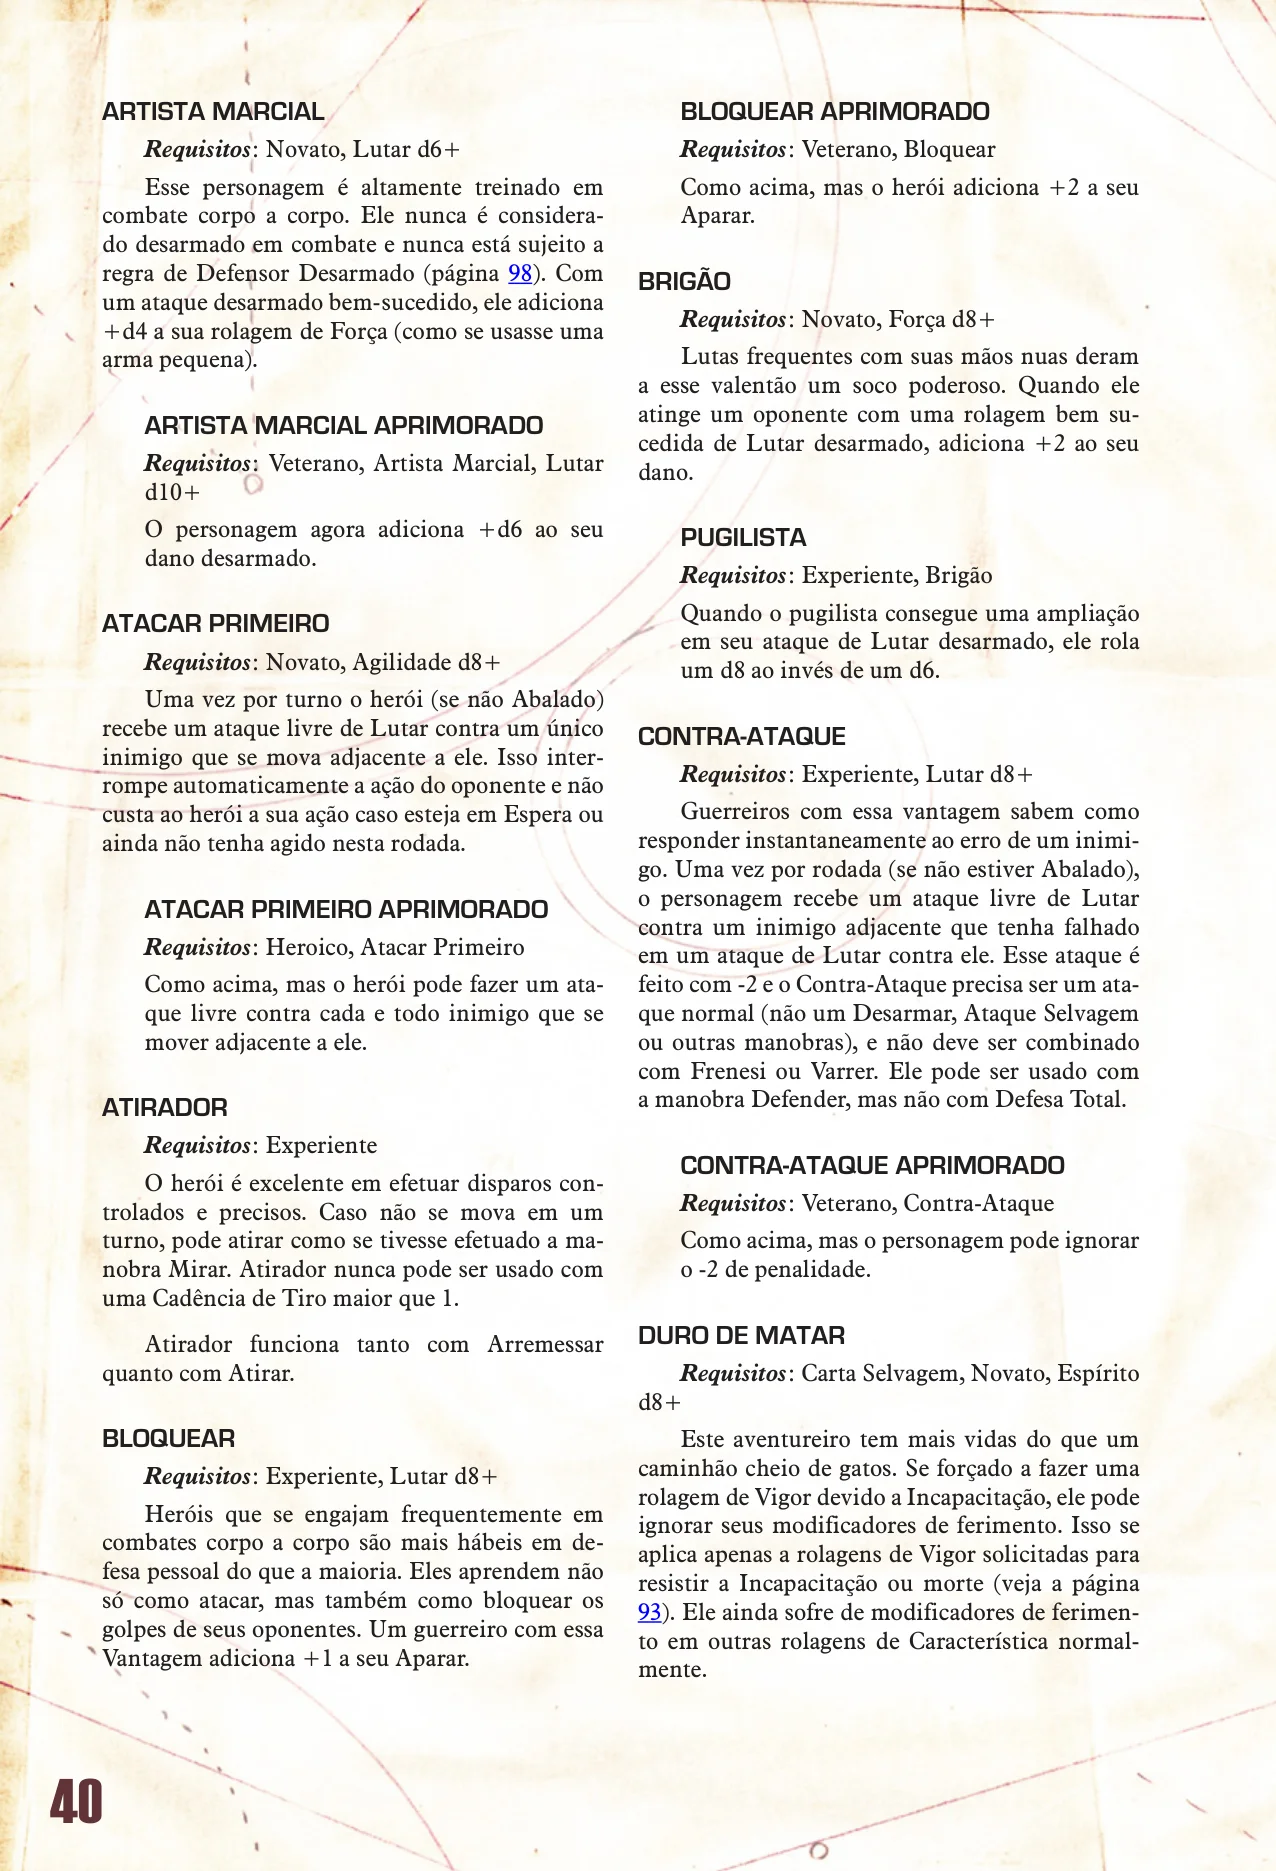 ARTISTA MARCIAL
Requisitos: Novato, Lutar d6+
Esse personagem é altamente treinado em
combate corpo a corpo. Ele nunca é considera-
do desarmado em combate e nunca está sujeito a
regra de Defensor Desarmado (página 98). Com
um ataque desarmado bem-sucedido, ele adiciona
+d4 a sua rolagem de Força (como se usasse uma
arma pequena).
ARTISTA MARCIAL APRIMORADO
Requisitos: Veterano, Artista Marcial, Lutar
d10+
O personagem agora adiciona +d6 ao seu
dano desarmado.
ATACAR PRIMEIRO
Requisitos: Novato, Agilidade d8+
Uma vez por turno o herói (se não Abalado)
recebe um ataque livre de Lutar contra um único
inimigo que se mova adjacente a ele. Isso inter-
rompe automaticamente a ação do oponente e não
custa ao herói a sua ação caso esteja em Espera ou
ainda não tenha agido nesta rodada.
ATACAR PRIMEIRO APRIMORADO
Requisitos: Heroico, Atacar Primeiro
Como acima, mas o herói pode fazer um ata-
que livre contra cada e todo inimigo que se
mover adjacente a ele.
ATIRADOR
Requisitos: Experiente
O herói é excelente em efetuar disparos con-
trolados e precisos. Caso não se mova em um
turno, pode atirar como se tivesse efetuado a ma-
nobra Mirar. Atirador nunca pode ser usado com
uma Cadência de Tiro maior que 1.
Atirador funciona tanto com Arremessar
quanto com Atirar.
BLOQUEAR
Requisitos: Experiente, Lutar d8+
Heróis que se engajam frequentemente em
combates corpo a corpo são mais hábeis em de-
fesa pessoal do que a maioria. Eles aprendem não
só como atacar, mas também como bloquear os
golpes de seus oponentes. Um guerreiro com essa
Vantagem adiciona +1 a seu Aparar.
BLOQUEAR APRIMORADO
Requisitos: Veterano, Bloquear
Como acima, mas o herói adiciona +2 a seu
Aparar.
BRIGÃO
Requisitos: Novato, Força d8+
Lutas frequentes com suas mãos nuas deram
a esse valentão um soco poderoso. Quando ele
atinge um oponente com uma rolagem bem su-
cedida de Lutar desarmado, adiciona +2 ao seu
dano.
PUGILISTA
Requisitos: Experiente, Brigão
Quando o pugilista consegue uma ampliação
em seu ataque de Lutar desarmado, ele rola
um d8 ao invés de um d6.
CONTRA-ATAQUE
Requisitos: Experiente, Lutar d8+
Guerreiros com essa vantagem sabem como
responder instantaneamente ao erro de um inimi-
go. Uma vez por rodada (se não estiver Abalado),
o personagem recebe um ataque livre de Lutar
contra um inimigo adjacente que tenha falhado
em um ataque de Lutar contra ele. Esse ataque é
feito com -2 e o Contra-Ataque precisa ser um ata-
que normal (não um Desarmar, Ataque Selvagem
ou outras manobras), e não deve ser combinado
com Frenesi ou Varrer. Ele pode ser usado com
a manobra Defender, mas não com Defesa Total.
CONTRA-ATAQUE APRIMORADO
Requisitos: Veterano, Contra-Ataque
Como acima, mas o personagem pode ignorar
o -2 de penalidade.
DURO DE MATAR
Requisitos: Carta Selvagem, Novato, Espírito
d8+
Este aventureiro tem mais vidas do que um
caminhão cheio de gatos. Se forçado a fazer uma
rolagem de Vigor devido a Incapacitação, ele pode
ignorar seus modificadores de ferimento. Isso se
aplica apenas a rolagens de Vigor solicitadas para
resistir a Incapacitação ou morte (veja a página
93). Ele ainda sofre de modificadores de ferimen-
to em outras rolagens de Característica normal-
mente.
40